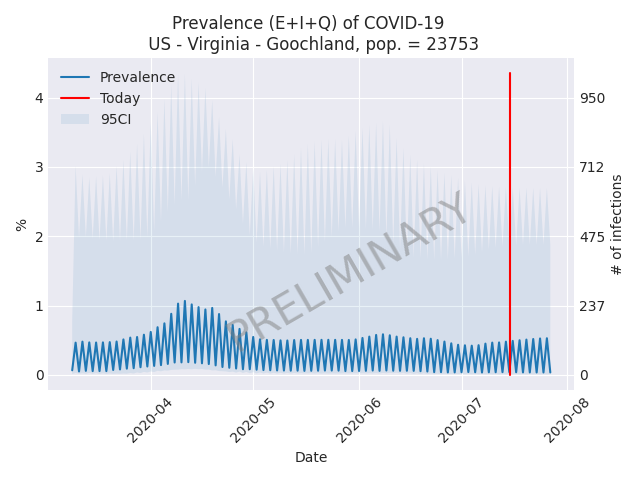 Prevalence (E+I+Q) of COVID-19
US - Virginia - Goochland, pop. = 23753
Prevalence
Today
95CI
4
3
2
1
0
%
950
712
475
237
0
# of infections
PRELIMINARY
2020-04
2020-05
2020-06
2020-07
2020-08
Date